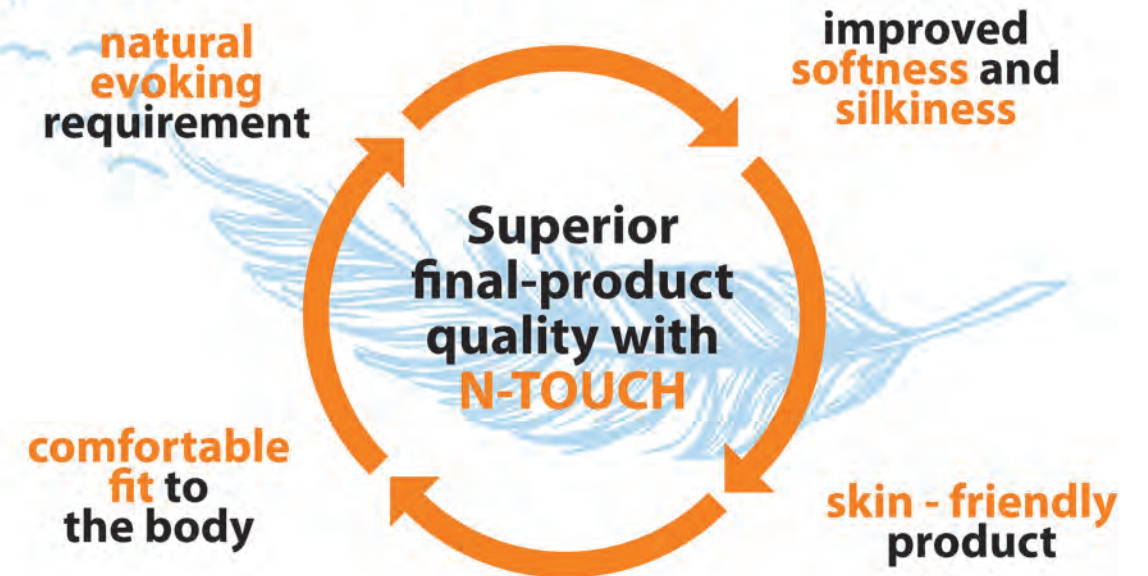 natural
evoking
requirement
improved
softness and
silkiness
Superior
final-product
quality with
N-TOUCH
comfortable
fit to
the body
skin - friendly
product